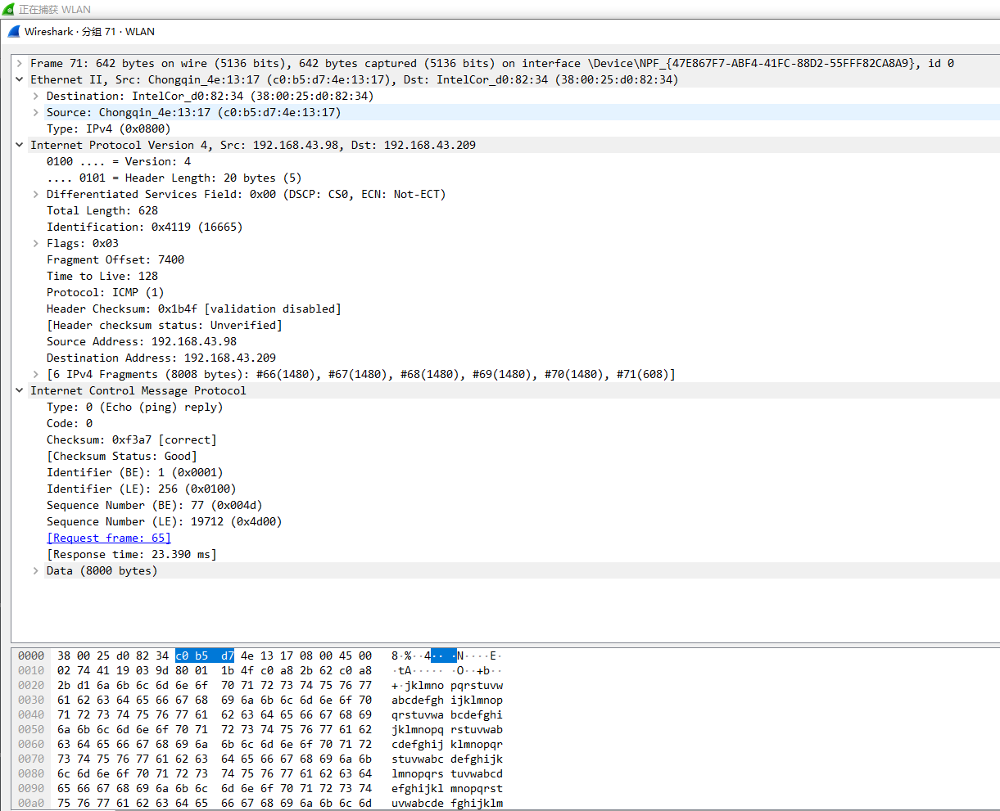 正在捕获 WLAN
Wireshark · 分组 71 · WLAN
Frame 71: 642 bytes on wire (5136 bits), 642 bytes captured (5136 bits) on interface \Device\NPF_{47E867F7-ABF4-41FC-88D2-55FFF82CA8A9}, id 0
Ethernet II, Src: Chongqin_4e:13:17 (c0:b5:d7:4e:13:17), Dst: IntelCor_d0:82:34 (38:00:25:d0:82:34)
Destination: IntelCor_d0:82:34 (38:00:25:d0:82:34)
Source: Chongqin_4e:13:17 (c0:b5:d7:4e:13:17)
Type: IPv4 (0x0800)
Internet Protocol Version 4, Src: 192.168.43.98, Dst: 192.168.43.209
0100 .... = Version: 4
.... 0101 = Header Length: 20 bytes (5)
Differentiated Services Field: 0x00 (DSCP: CS0, ECN: Not-ECT)
Total Length: 628
Identification: 0x4119 (16665)
Flags: 0x03
Fragment Offset: 7400
Time to Live: 128
Protocol: ICMP (1)
Header Checksum: 0x1b4f [validation disabled]
[Header checksum status: Unverified]
Source Address: 192.168.43.98
Destination Address: 192.168.43.209
[6 IPv4 Fragments (8008 bytes): #66(1480), #67(1480), #68(1480), #69(1480), #70(1480), #71(608)]
Internet Control Message Protocol
Type: 0 (Echo (ping) reply)
Code: 0
Checksum: 0xf3a7 [correct]
[Checksum Status: Good]
Identifier (BE): 1 (0x0001)
Identifier (LE): 256 (0x0100)
Sequence Number (BE): 77 (0x004d)
Sequence Number (LE): 19712 (0x4d00)
[Request frame: 65]
[Response time: 23.390 ms]
Data (8000 bytes)
0000 38 00 25 d0 82 34 c0 b5 d7 4e 13 17 08 00 45 00 8·%··4·· ·N····E·
0010 02 74 41 19 03 9d 80 01 1b 4f c0 a8 2b 62 c0 a8 ·tA····· ·O··+b··
0020 2b d1 6a 6b 6c 6d 6e 6f 70 71 72 73 74 75 76 77 +·jklmno pqrstuvw
0030 61 62 63 64 65 66 67 68 69 6a 6b 6c 6d 6e 6f 70 abcdefgh ijklmnop
0040 71 72 73 74 75 76 77 61 62 63 64 65 66 67 68 69 qrstuvwa bcdefghi
0050 6a 6b 6c 6d 6e 6f 70 71 72 73 74 75 76 77 61 62 jklmnopq rstuvwab
0060 63 64 65 66 67 68 69 6a 6b 6c 6d 6e 6f 70 71 72 cdefghij klmnopqr
0070 73 74 75 76 77 61 62 63 64 65 66 67 68 69 6a 6b stuvwabc defghijk
0080 6c 6d 6e 6f 70 71 72 73 74 75 76 77 61 62 63 64 lmnopqrs tuvwabcd
0090 65 66 67 68 69 6a 6b 6c 6d 6e 6f 70 71 72 73 74 efghijkl mnopqrst
00a0 75 76 77 61 62 63 64 65 66 67 68 69 6a 6b 6c 6d uvwabcde fghijklm